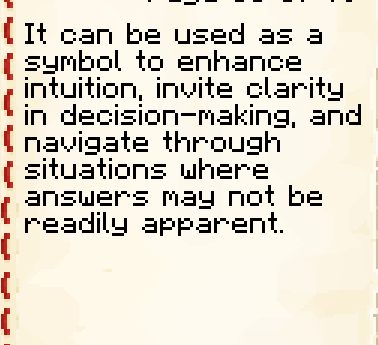 It can be used as a
symbol to enhance
intuition, invite clarity
in decision-making, and
navigate through
situations where
answers may not be
readily apparent.